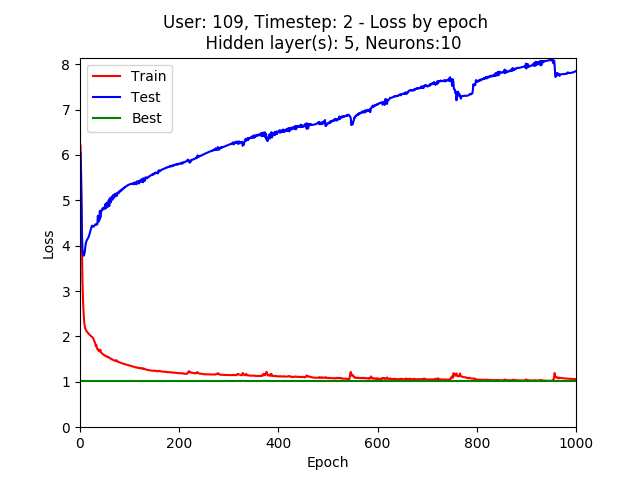 User: 109, Timestep: 2 - Loss by epoch
Hidden layer(s): 5, Neurons:10
8
7
6
5
4
3
2
1
0
Loss
Train
Test
Best
0
200
400
600
800
1000
Epoch